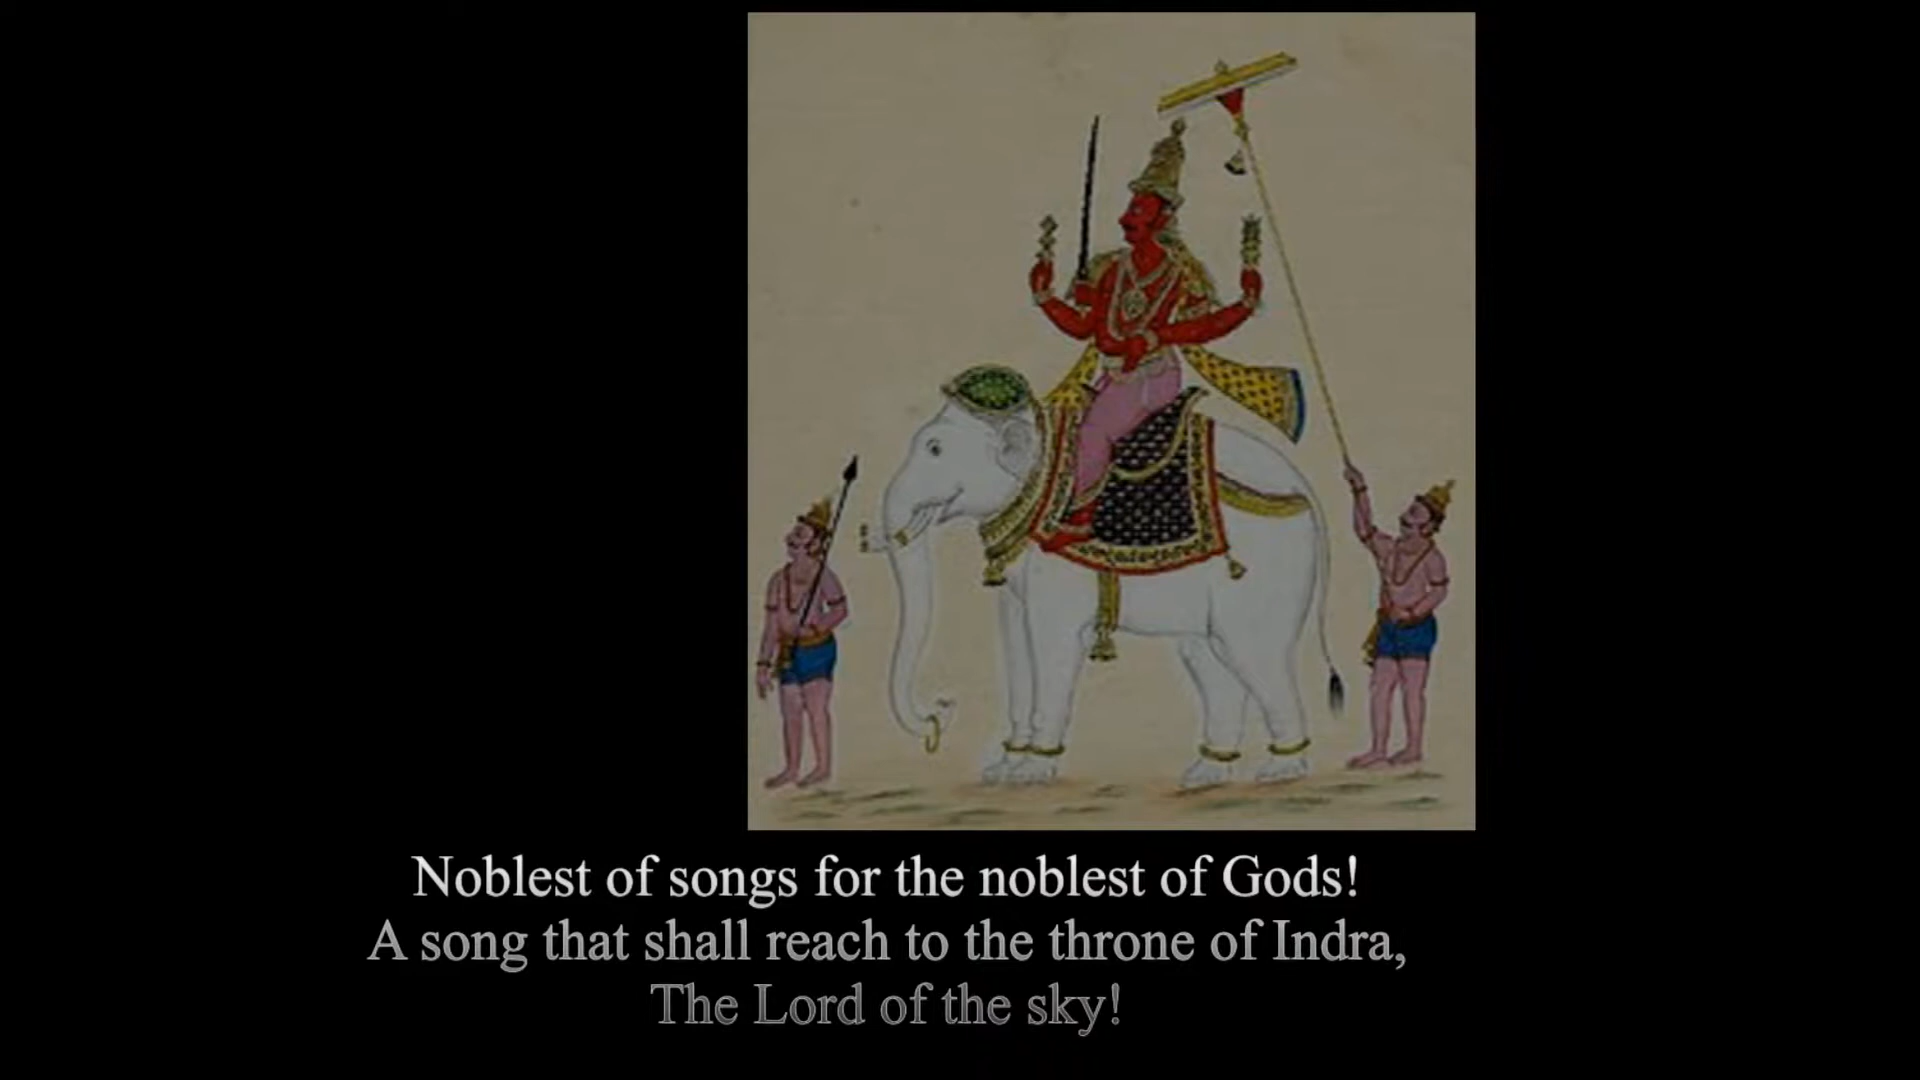 Noblest of songs for the noblest of Gods!
A song that shall reach to the throne of Indra,
The Lord of the sky!